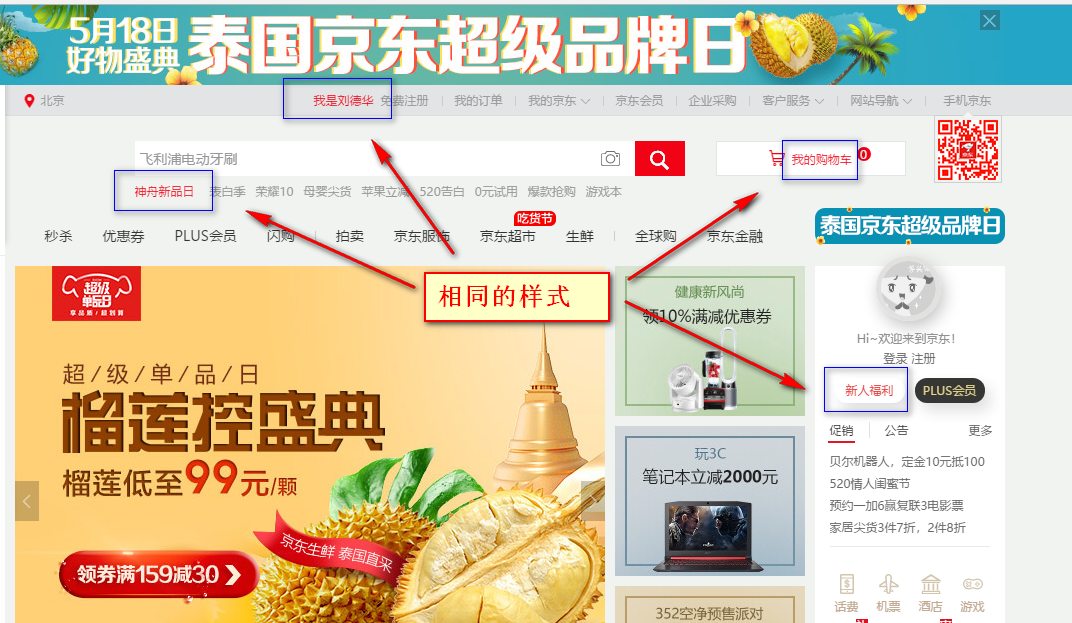 5月18日
好物盛典
泰国京东超级品牌日
北京
我是刘德华 免费注册 我的订单 我的京东 京东会员 企业采购 客户服务 网站导航 手机京东
飞利浦电动牙刷
我的购物车 0
神舟新品日 表白季 荣耀10 母婴尖货 苹果立减 520告白 0元试用 爆款抢购 游戏本
吃货节
秒杀 优惠券 PLUS会员 闪购 拍卖 京东服饰 京东超市 生鲜 全球购 京东金融
泰国京东超级品牌日
相同的样式
超级
单品日
享品质/超划算
超/级/单/品/日
榴莲控盛典
榴莲低至99元/颗
京东生鲜 泰国直采
领券满159减30
健康新风尚
领10%满减优惠券
玩3C
笔记本立减2000元
352空净预售派对
Hi~欢迎来到京东!
登录 注册
新人福利 PLUS会员
促销 公告 更多
贝尔机器人，定金10元抵100
520情人闺蜜节
预约一加6赢复联3电影票
家居尖货3件7折，2件8折
话费 机票 酒店 游戏